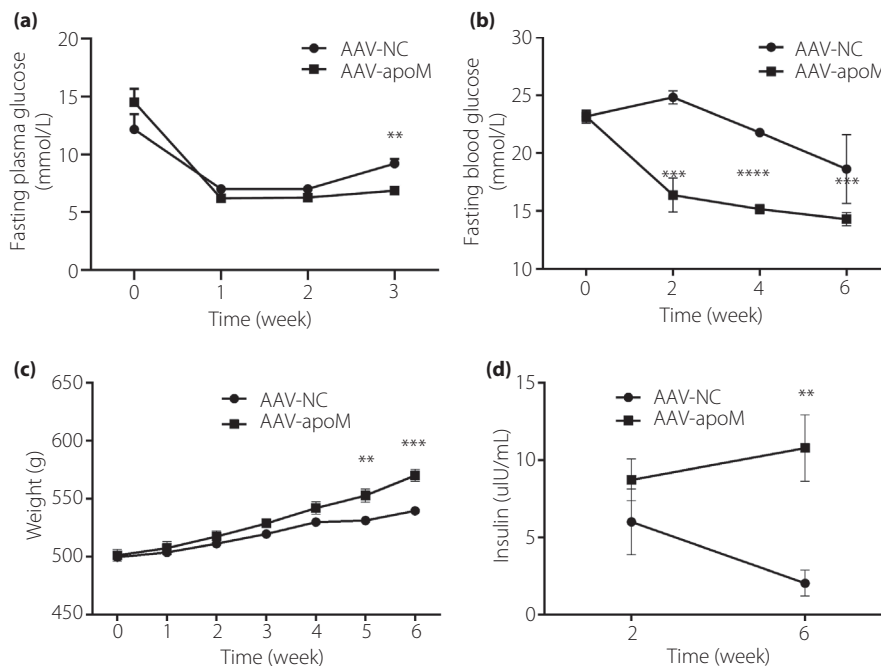 (a)
Fasting plasma glucose
(mmol/L)
20
15
10
5
0
AAV-NC
AAV-apoM
**
0 1 2 3
Time (week)
(b)
Fasting blood glucose
(mmol/L)
30
25
20
15
10
AAV-NC
AAV-apoM
*** **** ***
0 2 4 6
Time (week)
(c)
Weight (g)
650
600
550
500
450
AAV-NC
AAV-apoM
** ***
0 1 2 3 4 5 6
Time (week)
(d)
Insulin (uIU/mL)
15
10
5
0
AAV-NC
AAV-apoM
**
2 6
Time (week)